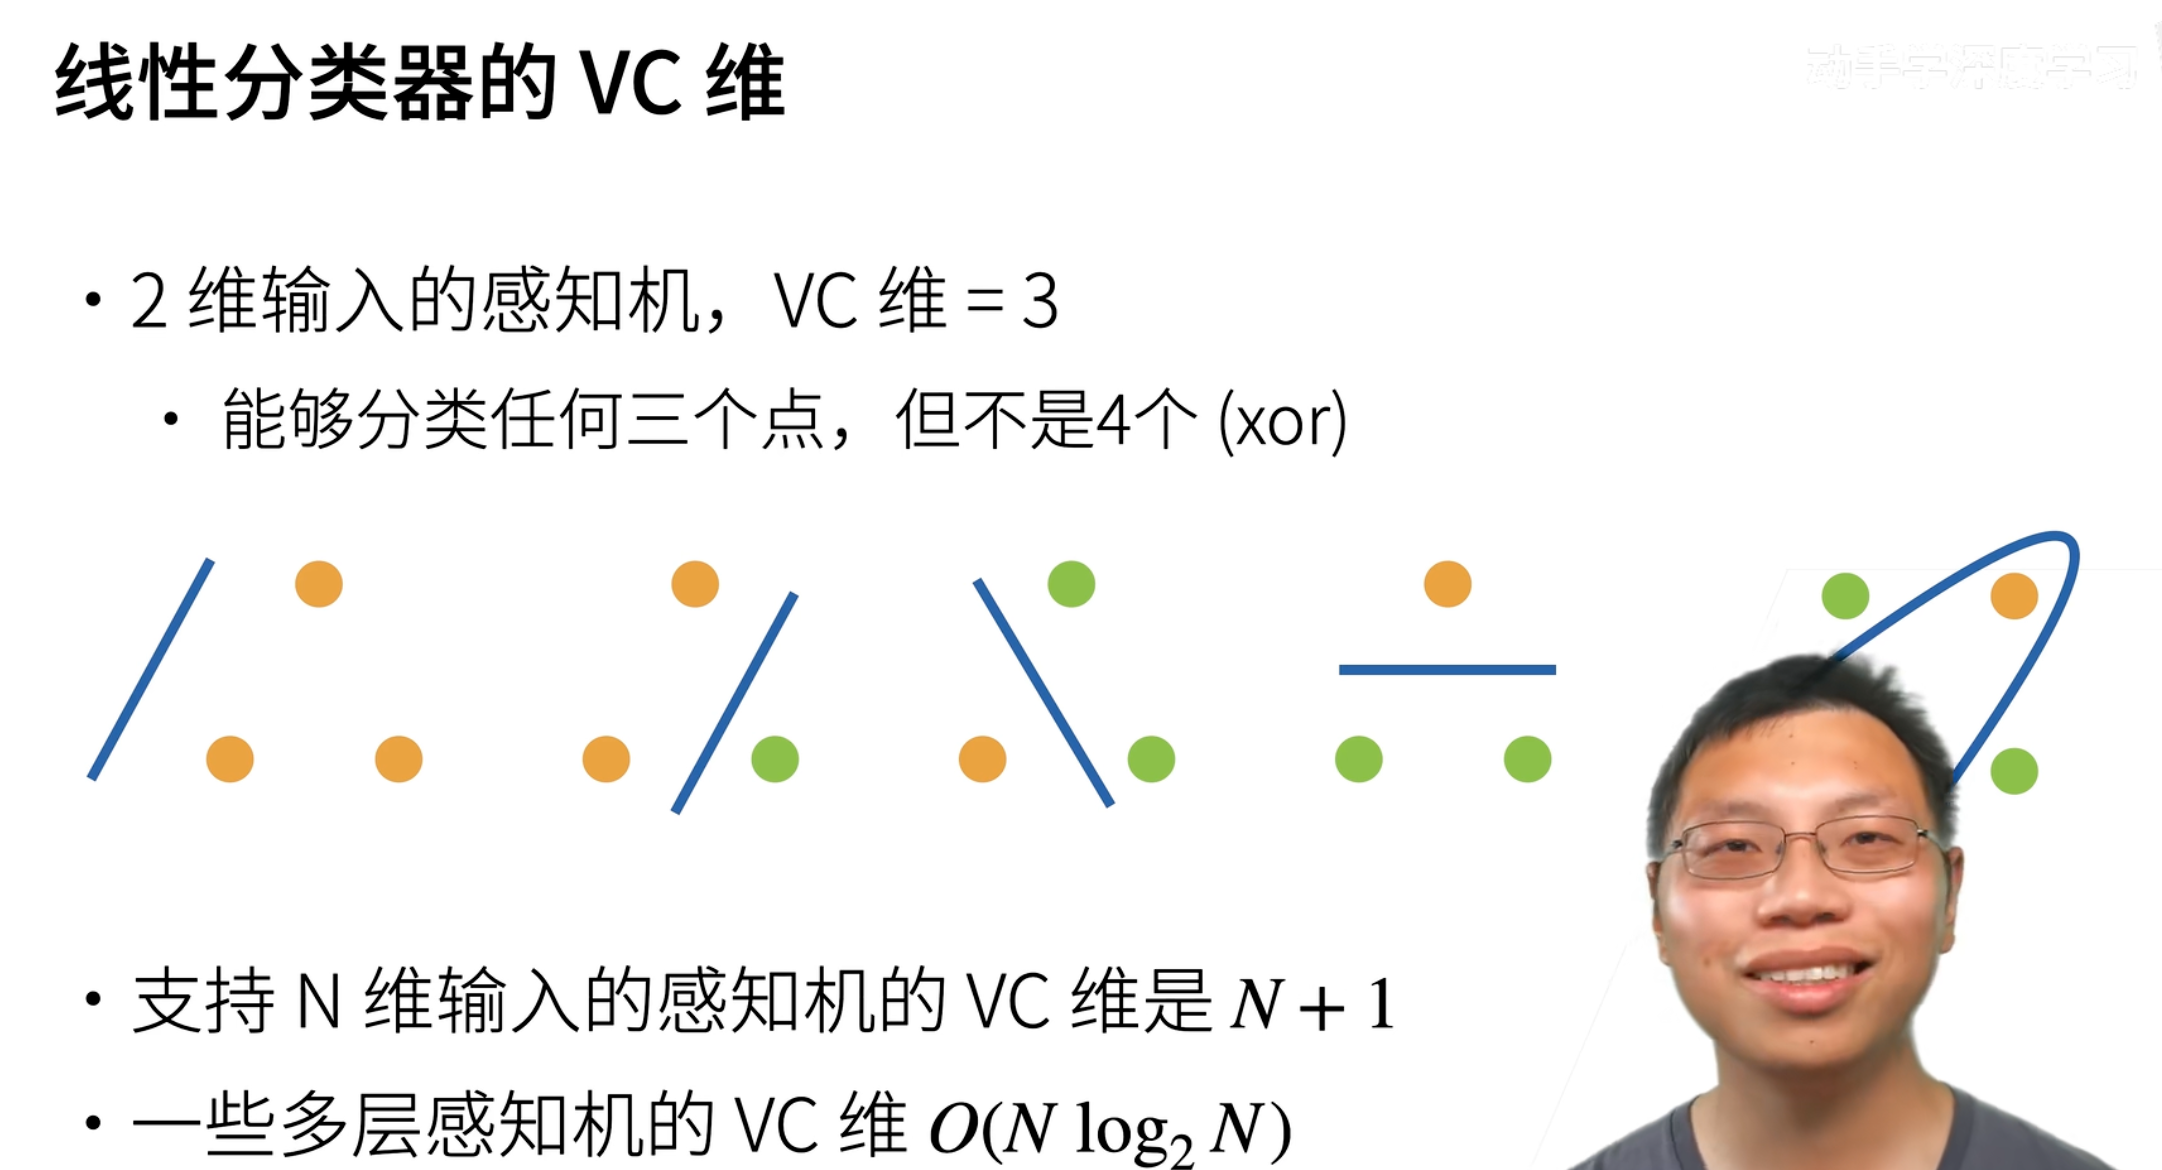 线性分类器的 VC 维
动手学深度学习
• 2 维输入的感知机，VC 维 = 3
• 能够分类任何三个点，但不是4个 (xor)
• 支持 N 维输入的感知机的 VC 维是 N + 1
• 一些多层感知机的 VC 维 O(N log₂ N)